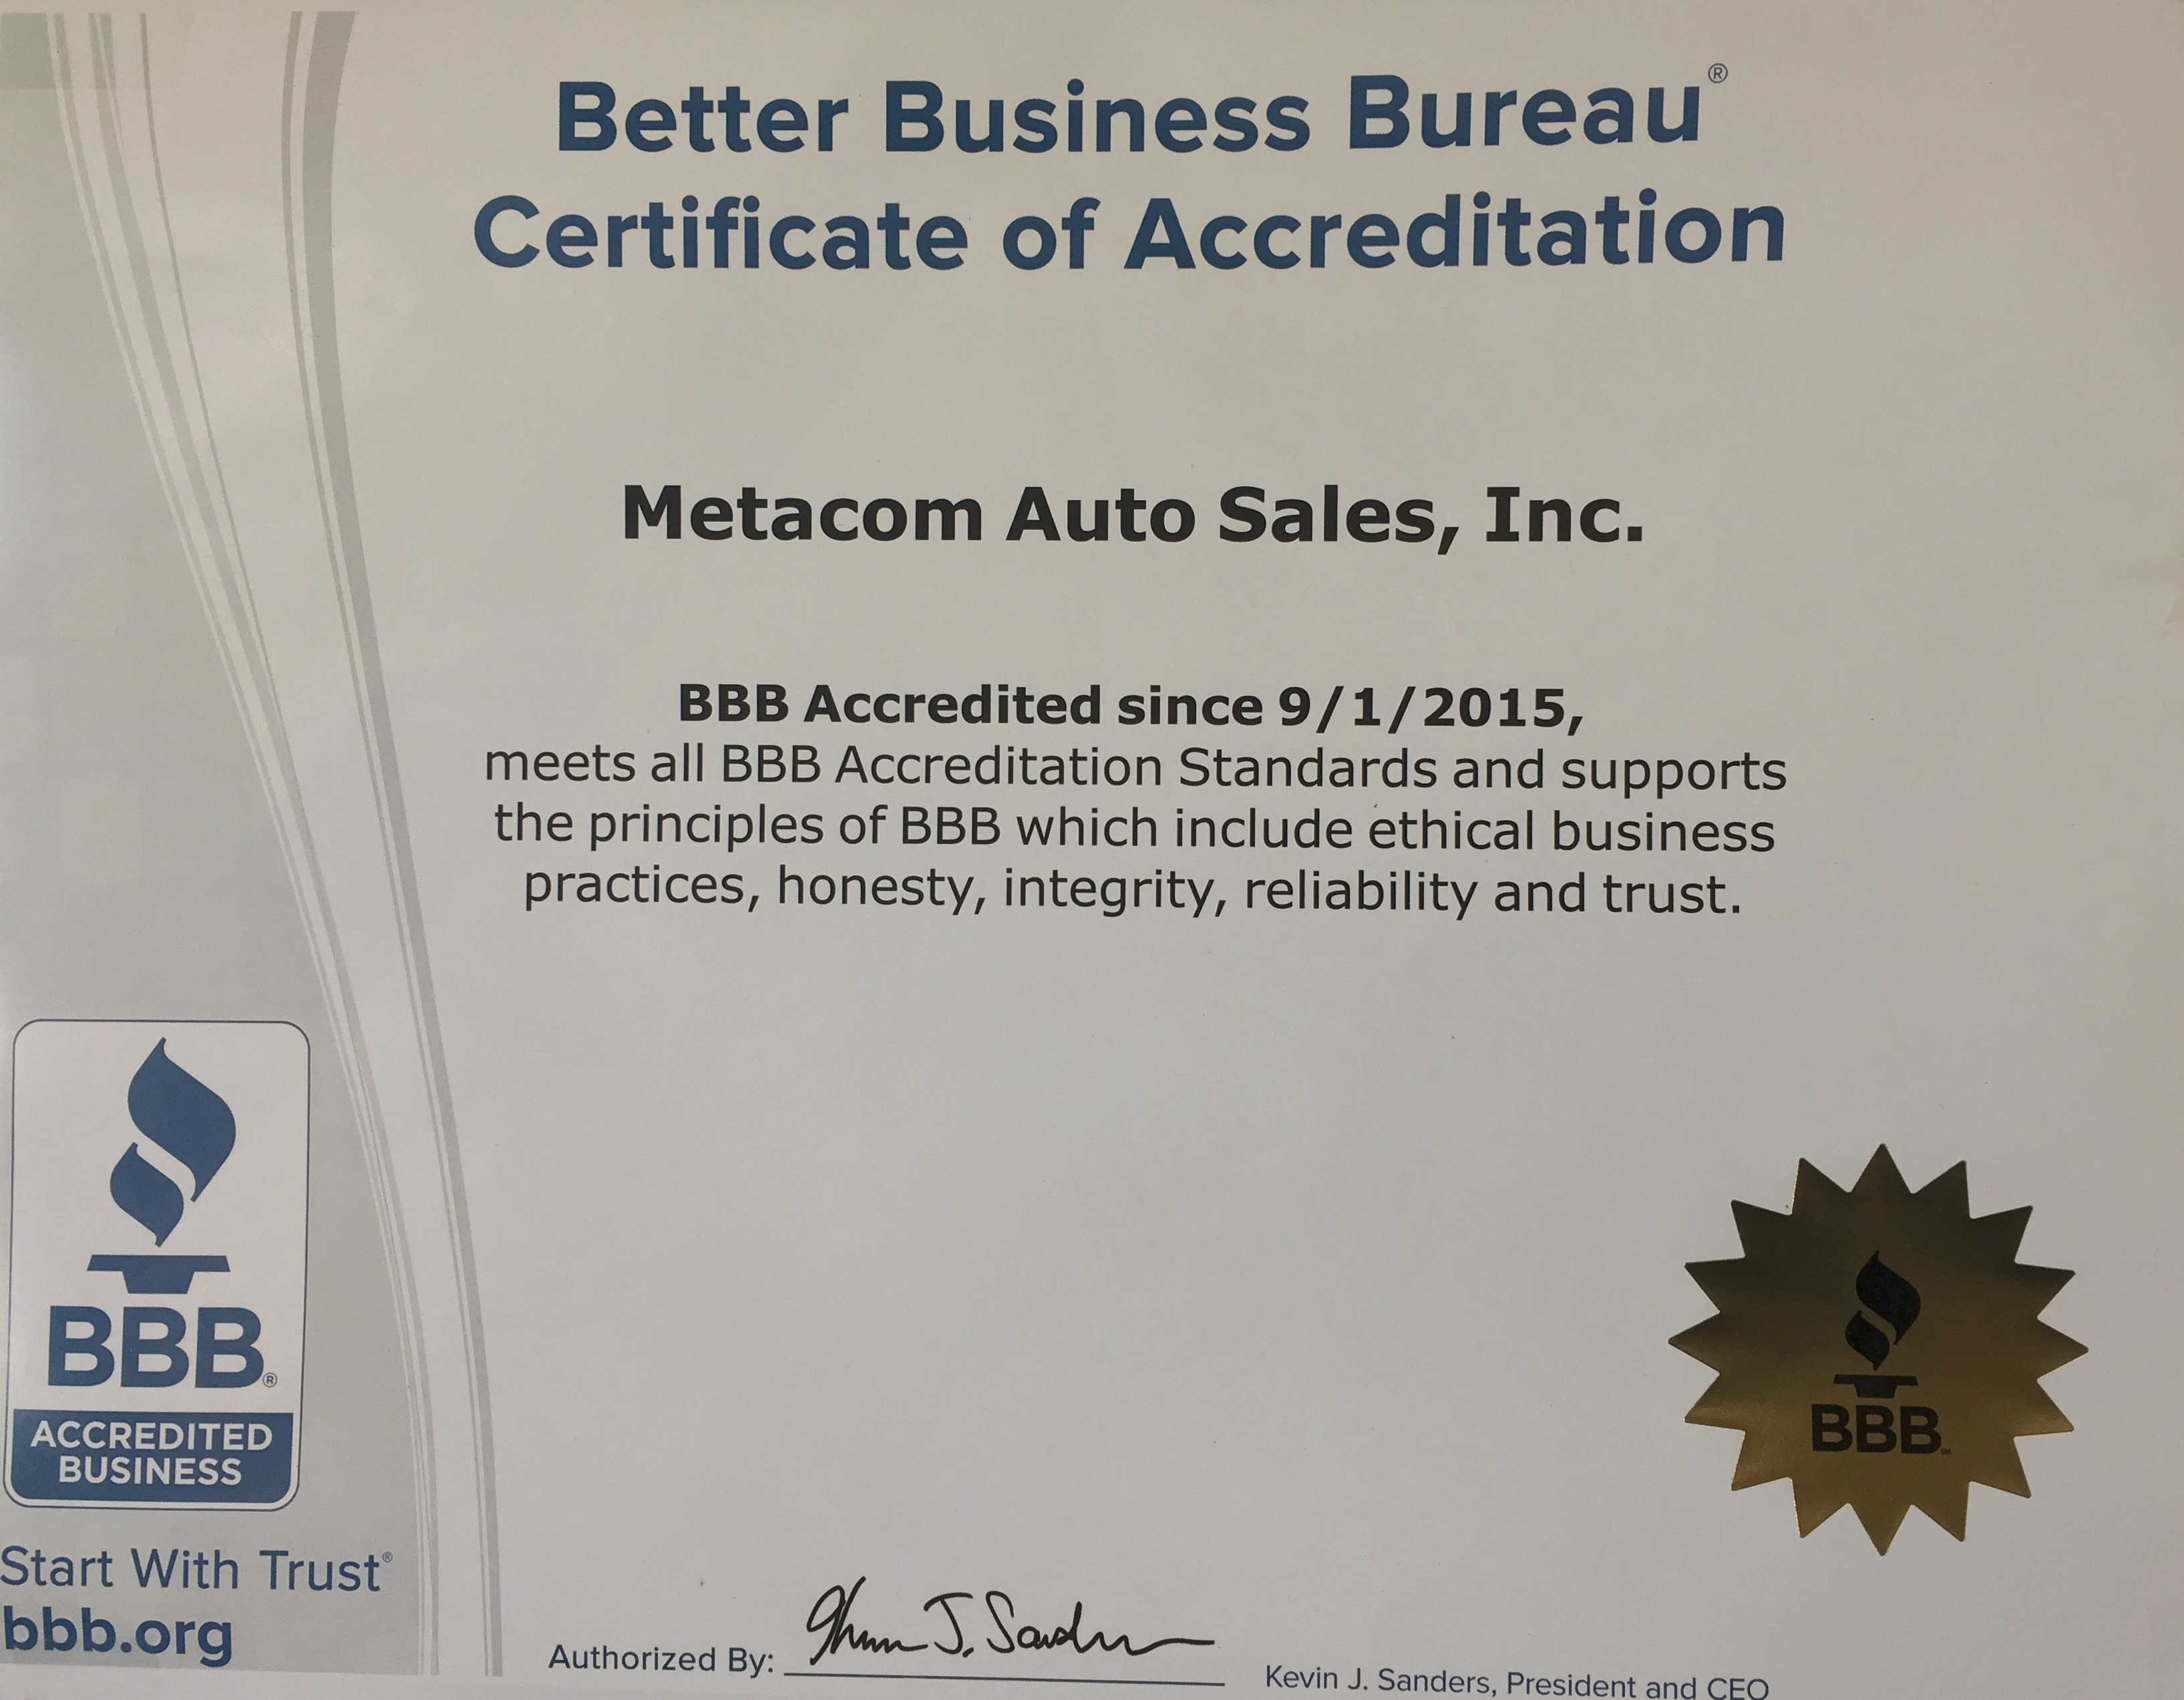 Better Business Bureau®
Certificate of Accreditation
Metacom Auto Sales, Inc.
BBB Accredited since 9/1/2015,
meets all BBB Accreditation Standards and supports
the principles of BBB which include ethical business
practices, honesty, integrity, reliability and trust.
BBB®
ACCREDITED
BUSINESS
Start With Trust®
bbb.org
BBB℠
Authorized By:
J. Sanders
Kevin J. Sanders, President and CEO